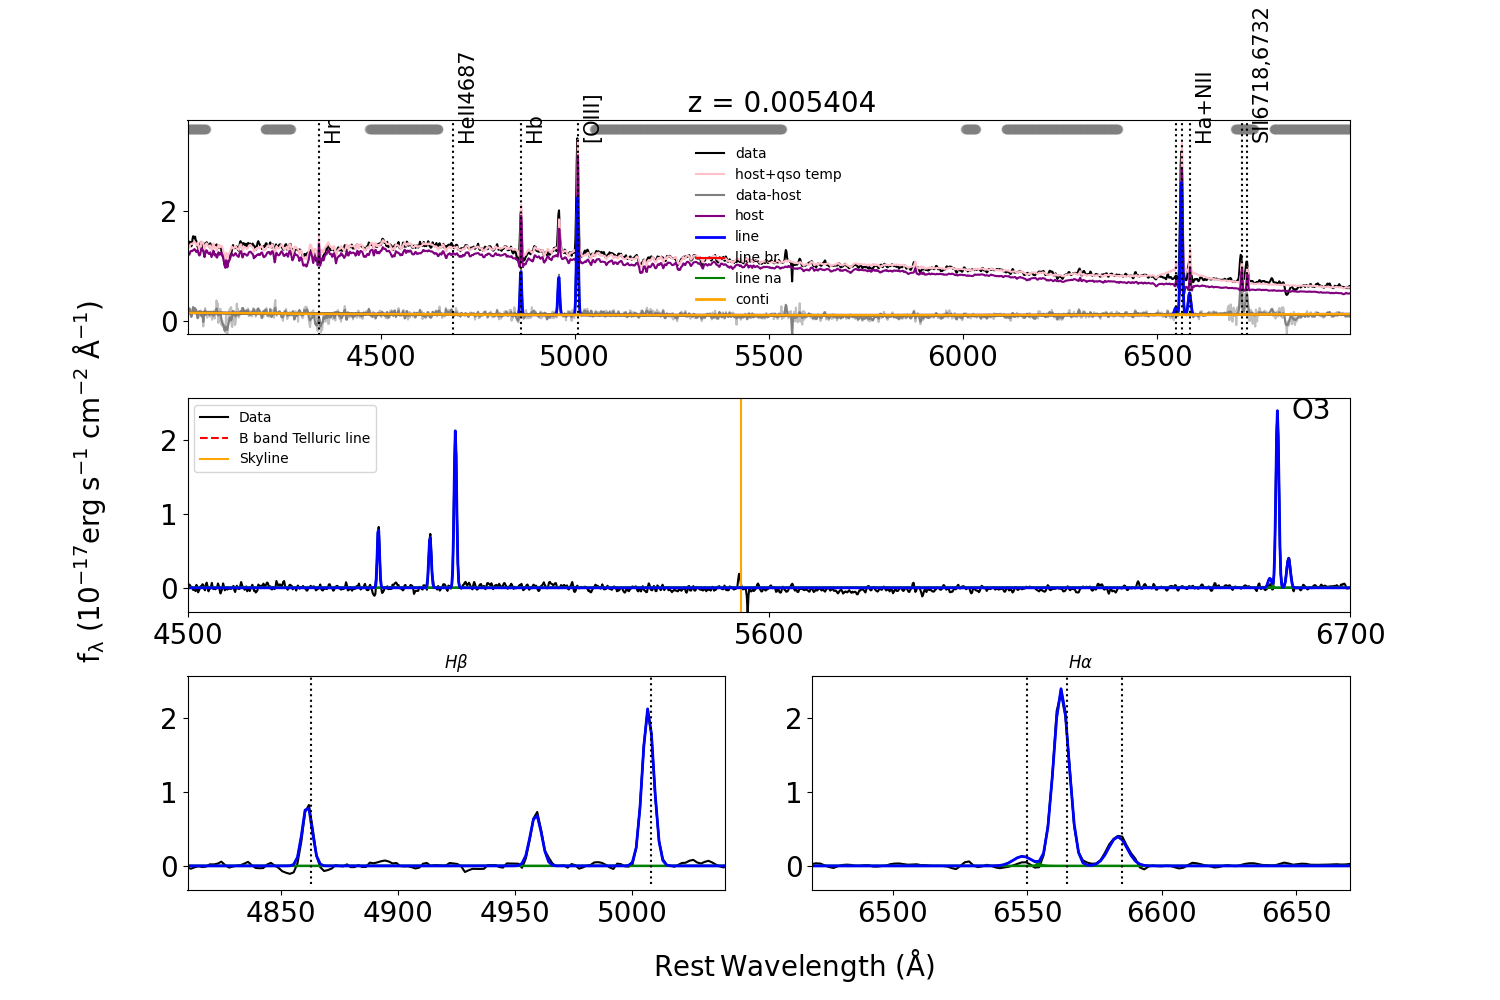 z = 0.005404
Hr
HeII4687
Hb
[OIII]
Ha+NII
SII6718,6732
data
host+qso temp
data-host
host
line
line br
line na
conti
2
0
4500 5000 5500 6000 6500
fλ (10⁻¹⁷erg s⁻¹ cm⁻² Å⁻¹)
Data
B band Telluric line
Skyline
O3
2
1
0
4500 5600 6700
Hβ
2
1
0
4850 4900 4950 5000
Hα
2
1
0
6500 6550 6600 6650
Rest Wavelength (Å)